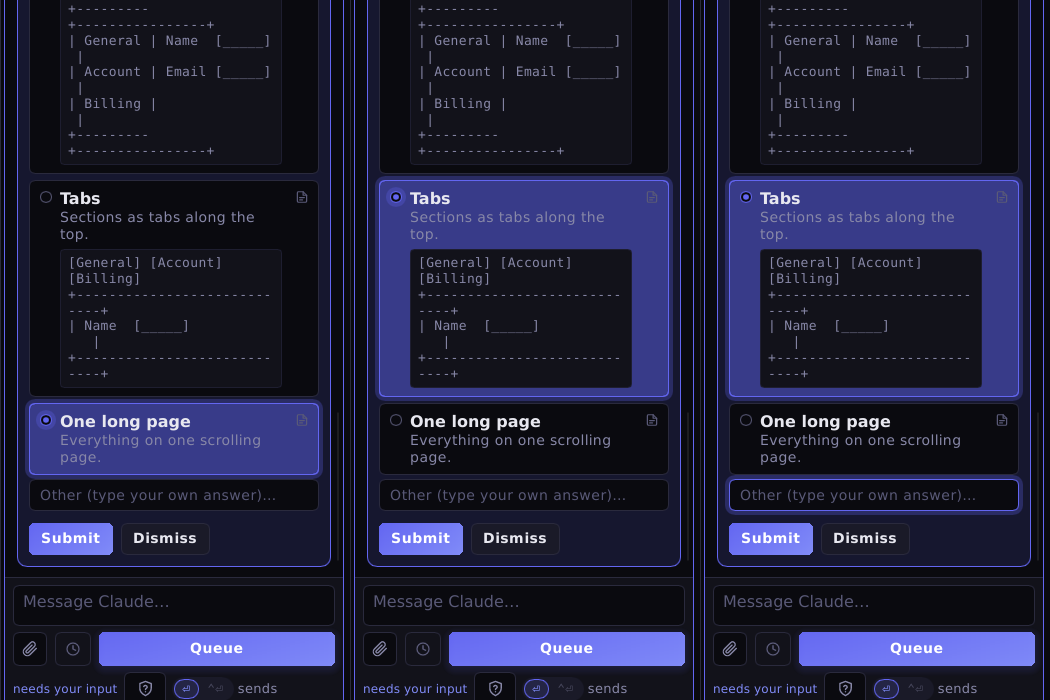 +---------
+----------------+
| General | Name  [_____]
 |
| Account | Email [_____]
 |
| Billing |
 |
+---------
+----------------+
Tabs
Sections as tabs along the
top.
[General] [Account]
[Billing]
+------------------------
----+
| Name  [_____]
   |
+------------------------
----+
One long page
Everything on one scrolling
page.
Other (type your own answer)...
Submit Dismiss
Message Claude...
Queue
needs your input ⏎ ^⏎ sends
+---------
+----------------+
| General | Name  [_____]
 |
| Account | Email [_____]
 |
| Billing |
 |
+---------
+----------------+
Tabs
Sections as tabs along the
top.
[General] [Account]
[Billing]
+------------------------
----+
| Name  [_____]
   |
+------------------------
----+
One long page
Everything on one scrolling
page.
Other (type your own answer)...
Submit Dismiss
Message Claude...
Queue
needs your input ⏎ ^⏎ sends
+---------
+----------------+
| General | Name  [_____]
 |
| Account | Email [_____]
 |
| Billing |
 |
+---------
+----------------+
Tabs
Sections as tabs along the
top.
[General] [Account]
[Billing]
+------------------------
----+
| Name  [_____]
   |
+------------------------
----+
One long page
Everything on one scrolling
page.
Other (type your own answer)...
Submit Dismiss
Message Claude...
Queue
needs your input ⏎ ^⏎ sends